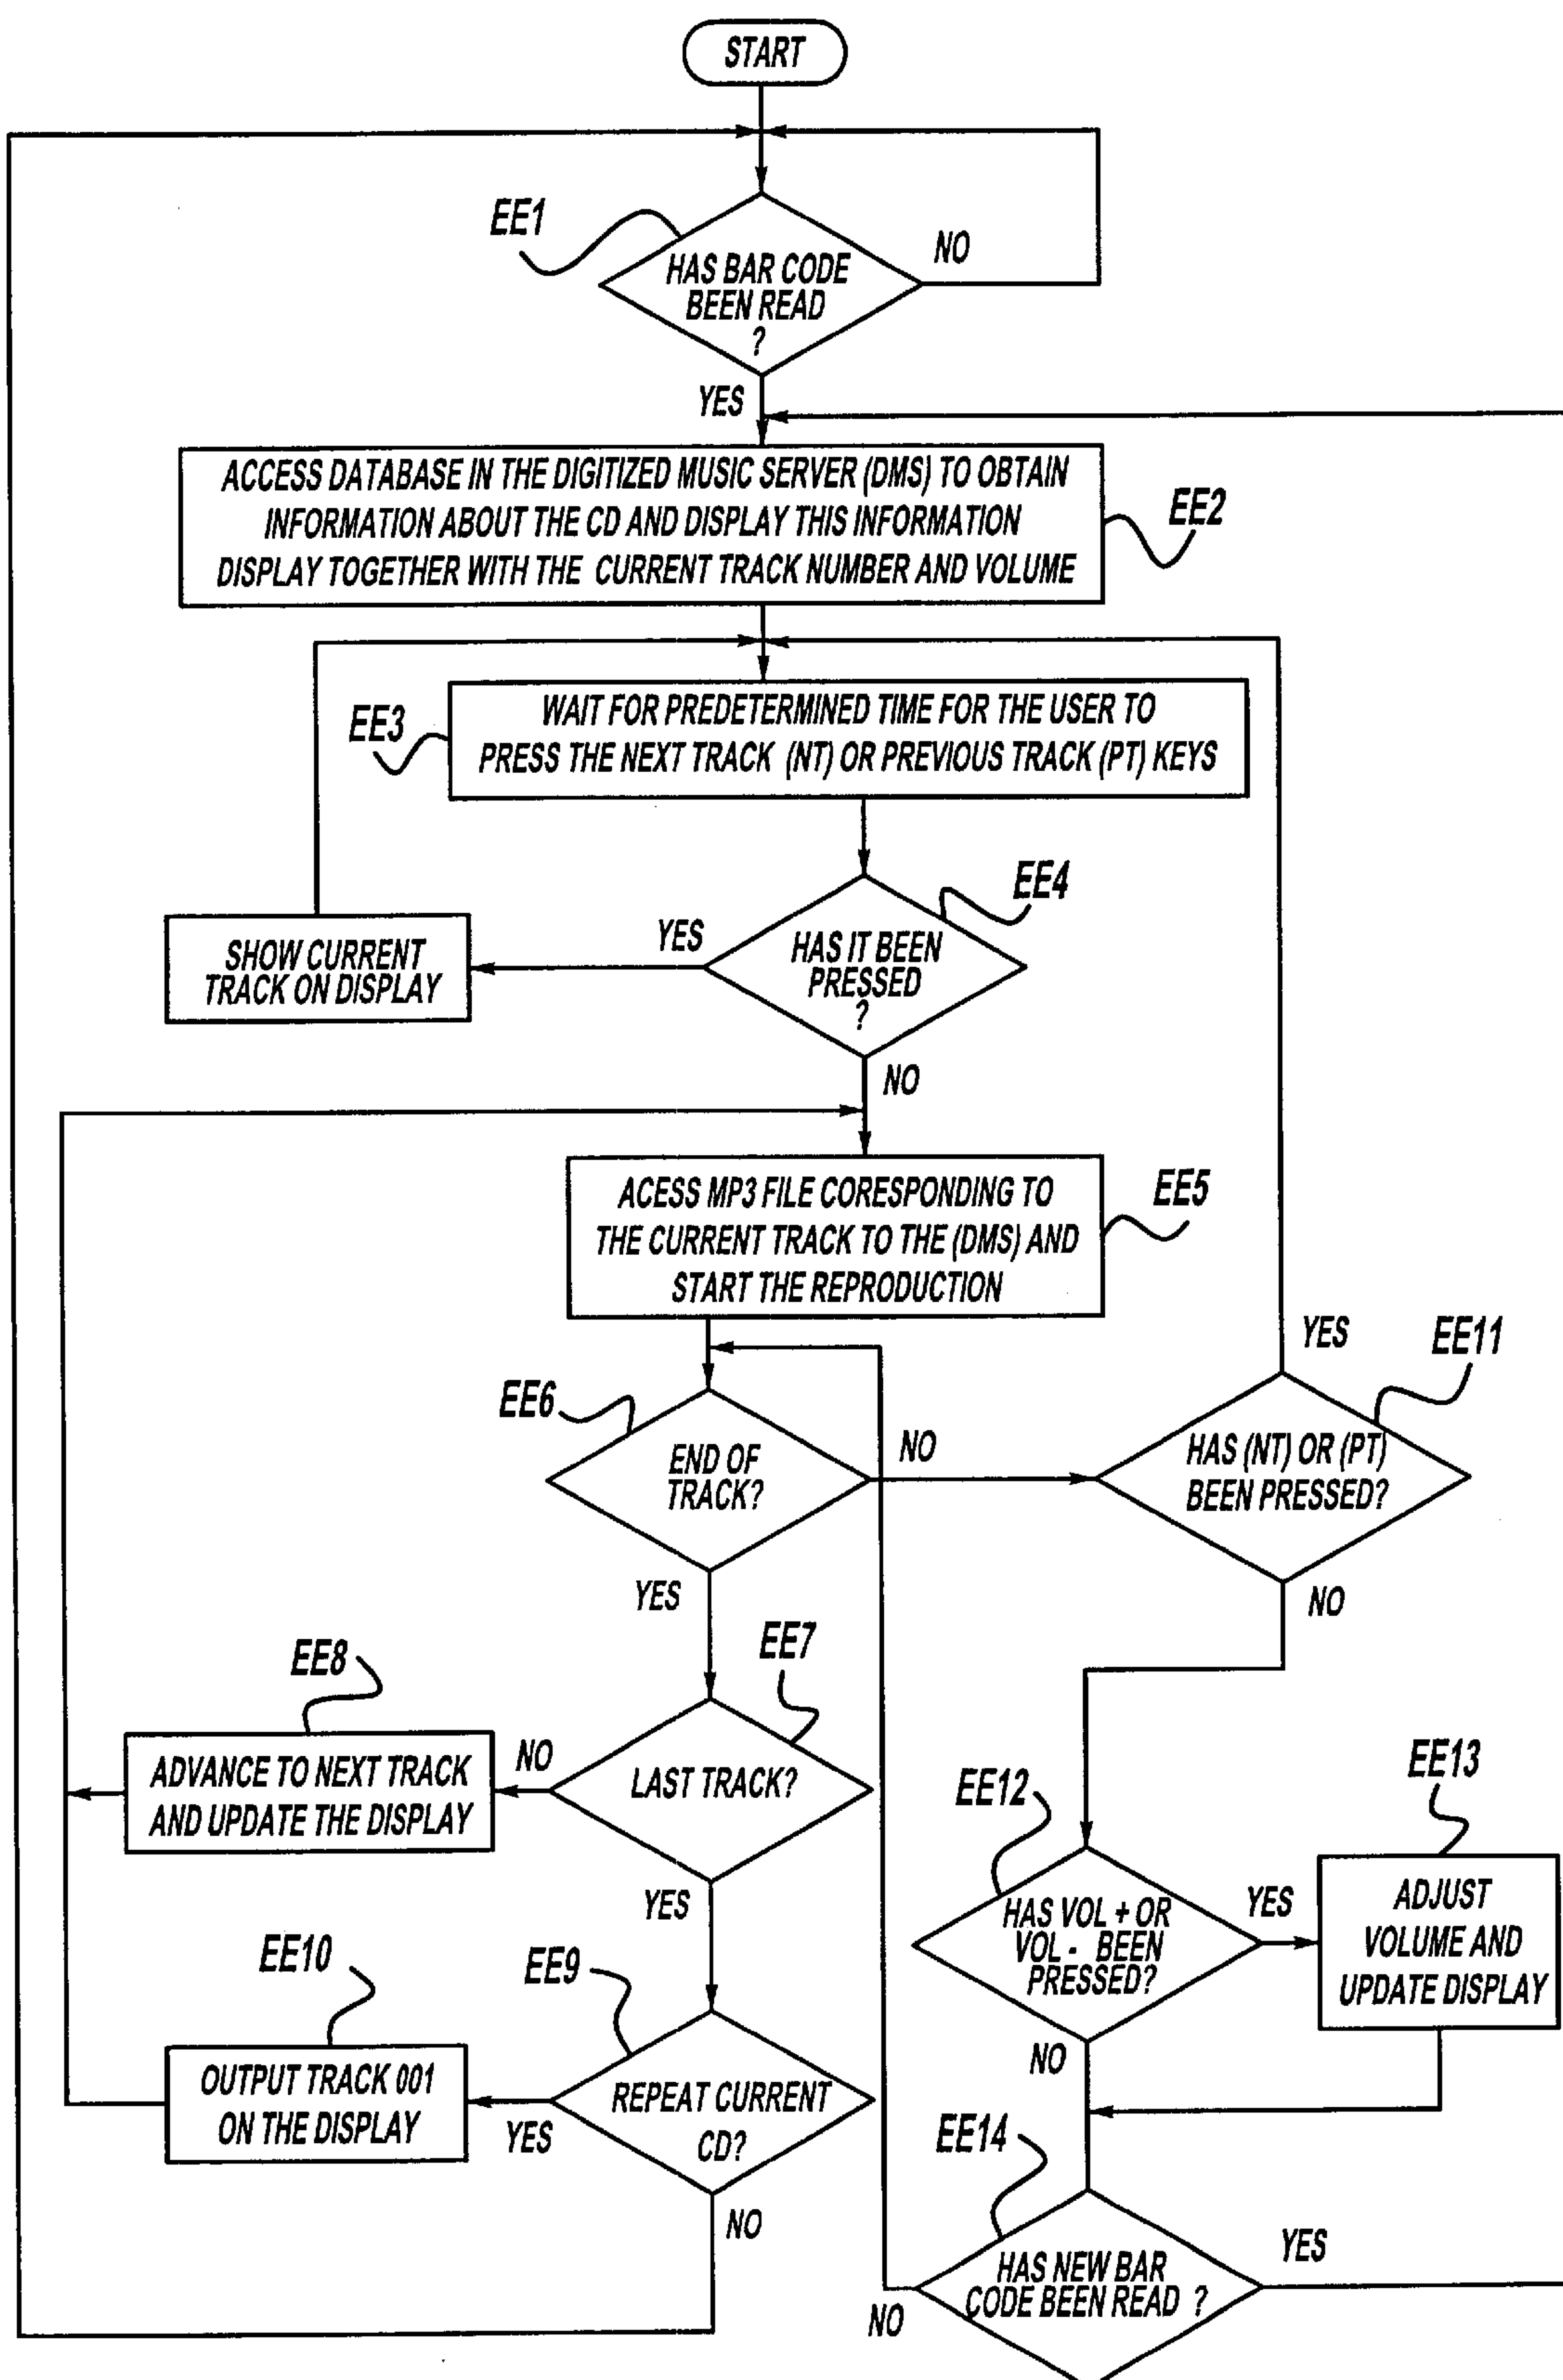 START
EE1
HAS BAR CODE
BEEN READ
?
NO
YES
ACCESS DATABASE IN THE DIGITIZED MUSIC SERVER (DMS) TO OBTAIN
INFORMATION ABOUT THE CD AND DISPLAY THIS INFORMATION
DISPLAY TOGETHER WITH THE CURRENT TRACK NUMBER AND VOLUME
EE2
EE3
WAIT FOR PREDETERMINED TIME FOR THE USER TO
PRESS THE NEXT TRACK (NT) OR PREVIOUS TRACK (PT) KEYS
EE4
HAS IT BEEN
PRESSED
?
YES
SHOW CURRENT
TRACK ON DISPLAY
NO
ACESS MP3 FILE CORESPONDING TO
THE CURRENT TRACK TO THE (DMS) AND
START THE REPRODUCTION
EE5
EE6
END OF
TRACK?
NO
YES
EE11
HAS (NT) OR (PT)
BEEN PRESSED?
NO
YES
EE7
LAST TRACK?
NO
EE8
ADVANCE TO NEXT TRACK
AND UPDATE THE DISPLAY
YES
EE12
HAS VOL + OR
VOL - BEEN
PRESSED?
YES
EE13
ADJUST
VOLUME AND
UPDATE DISPLAY
NO
EE9
REPEAT CURRENT
CD?
YES
EE10
OUTPUT TRACK 001
ON THE DISPLAY
NO
EE14
HAS NEW BAR
CODE BEEN READ ?
YES
NO